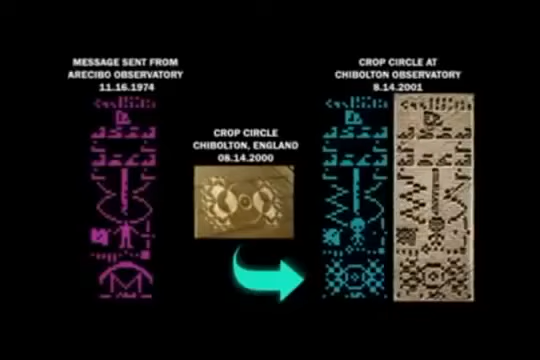 MESSAGE SENT FROM
ARECIBO OBSERVATORY
11.16.1974
CROP CIRCLE
CHIBOLTON, ENGLAND
08.14.2000
CROP CIRCLE AT
CHIBOLTON OBSERVATORY
8.14.2001